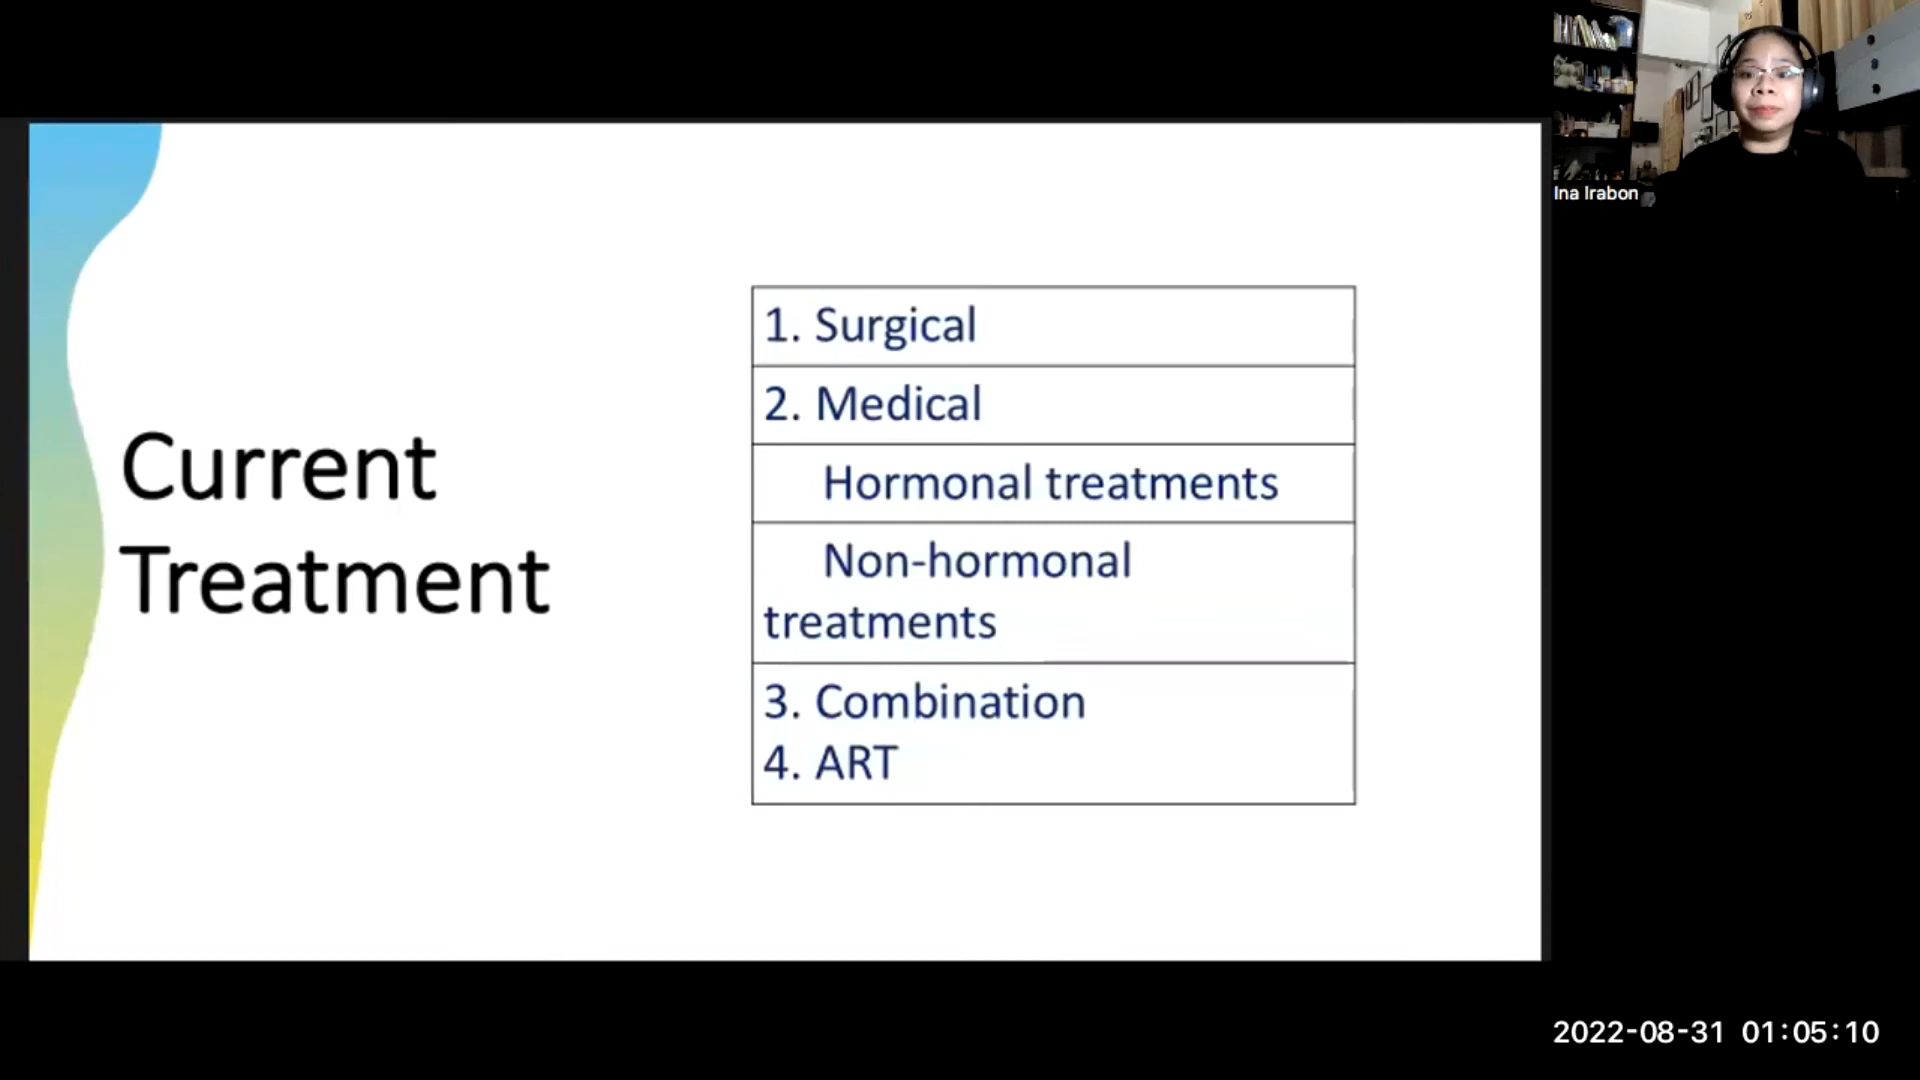 Current
Treatment
1. Surgical
2. Medical
Hormonal treatments
Non-hormonal
treatments
3. Combination
4. ART
Ina Irabon
2022-08-31 01:05:10